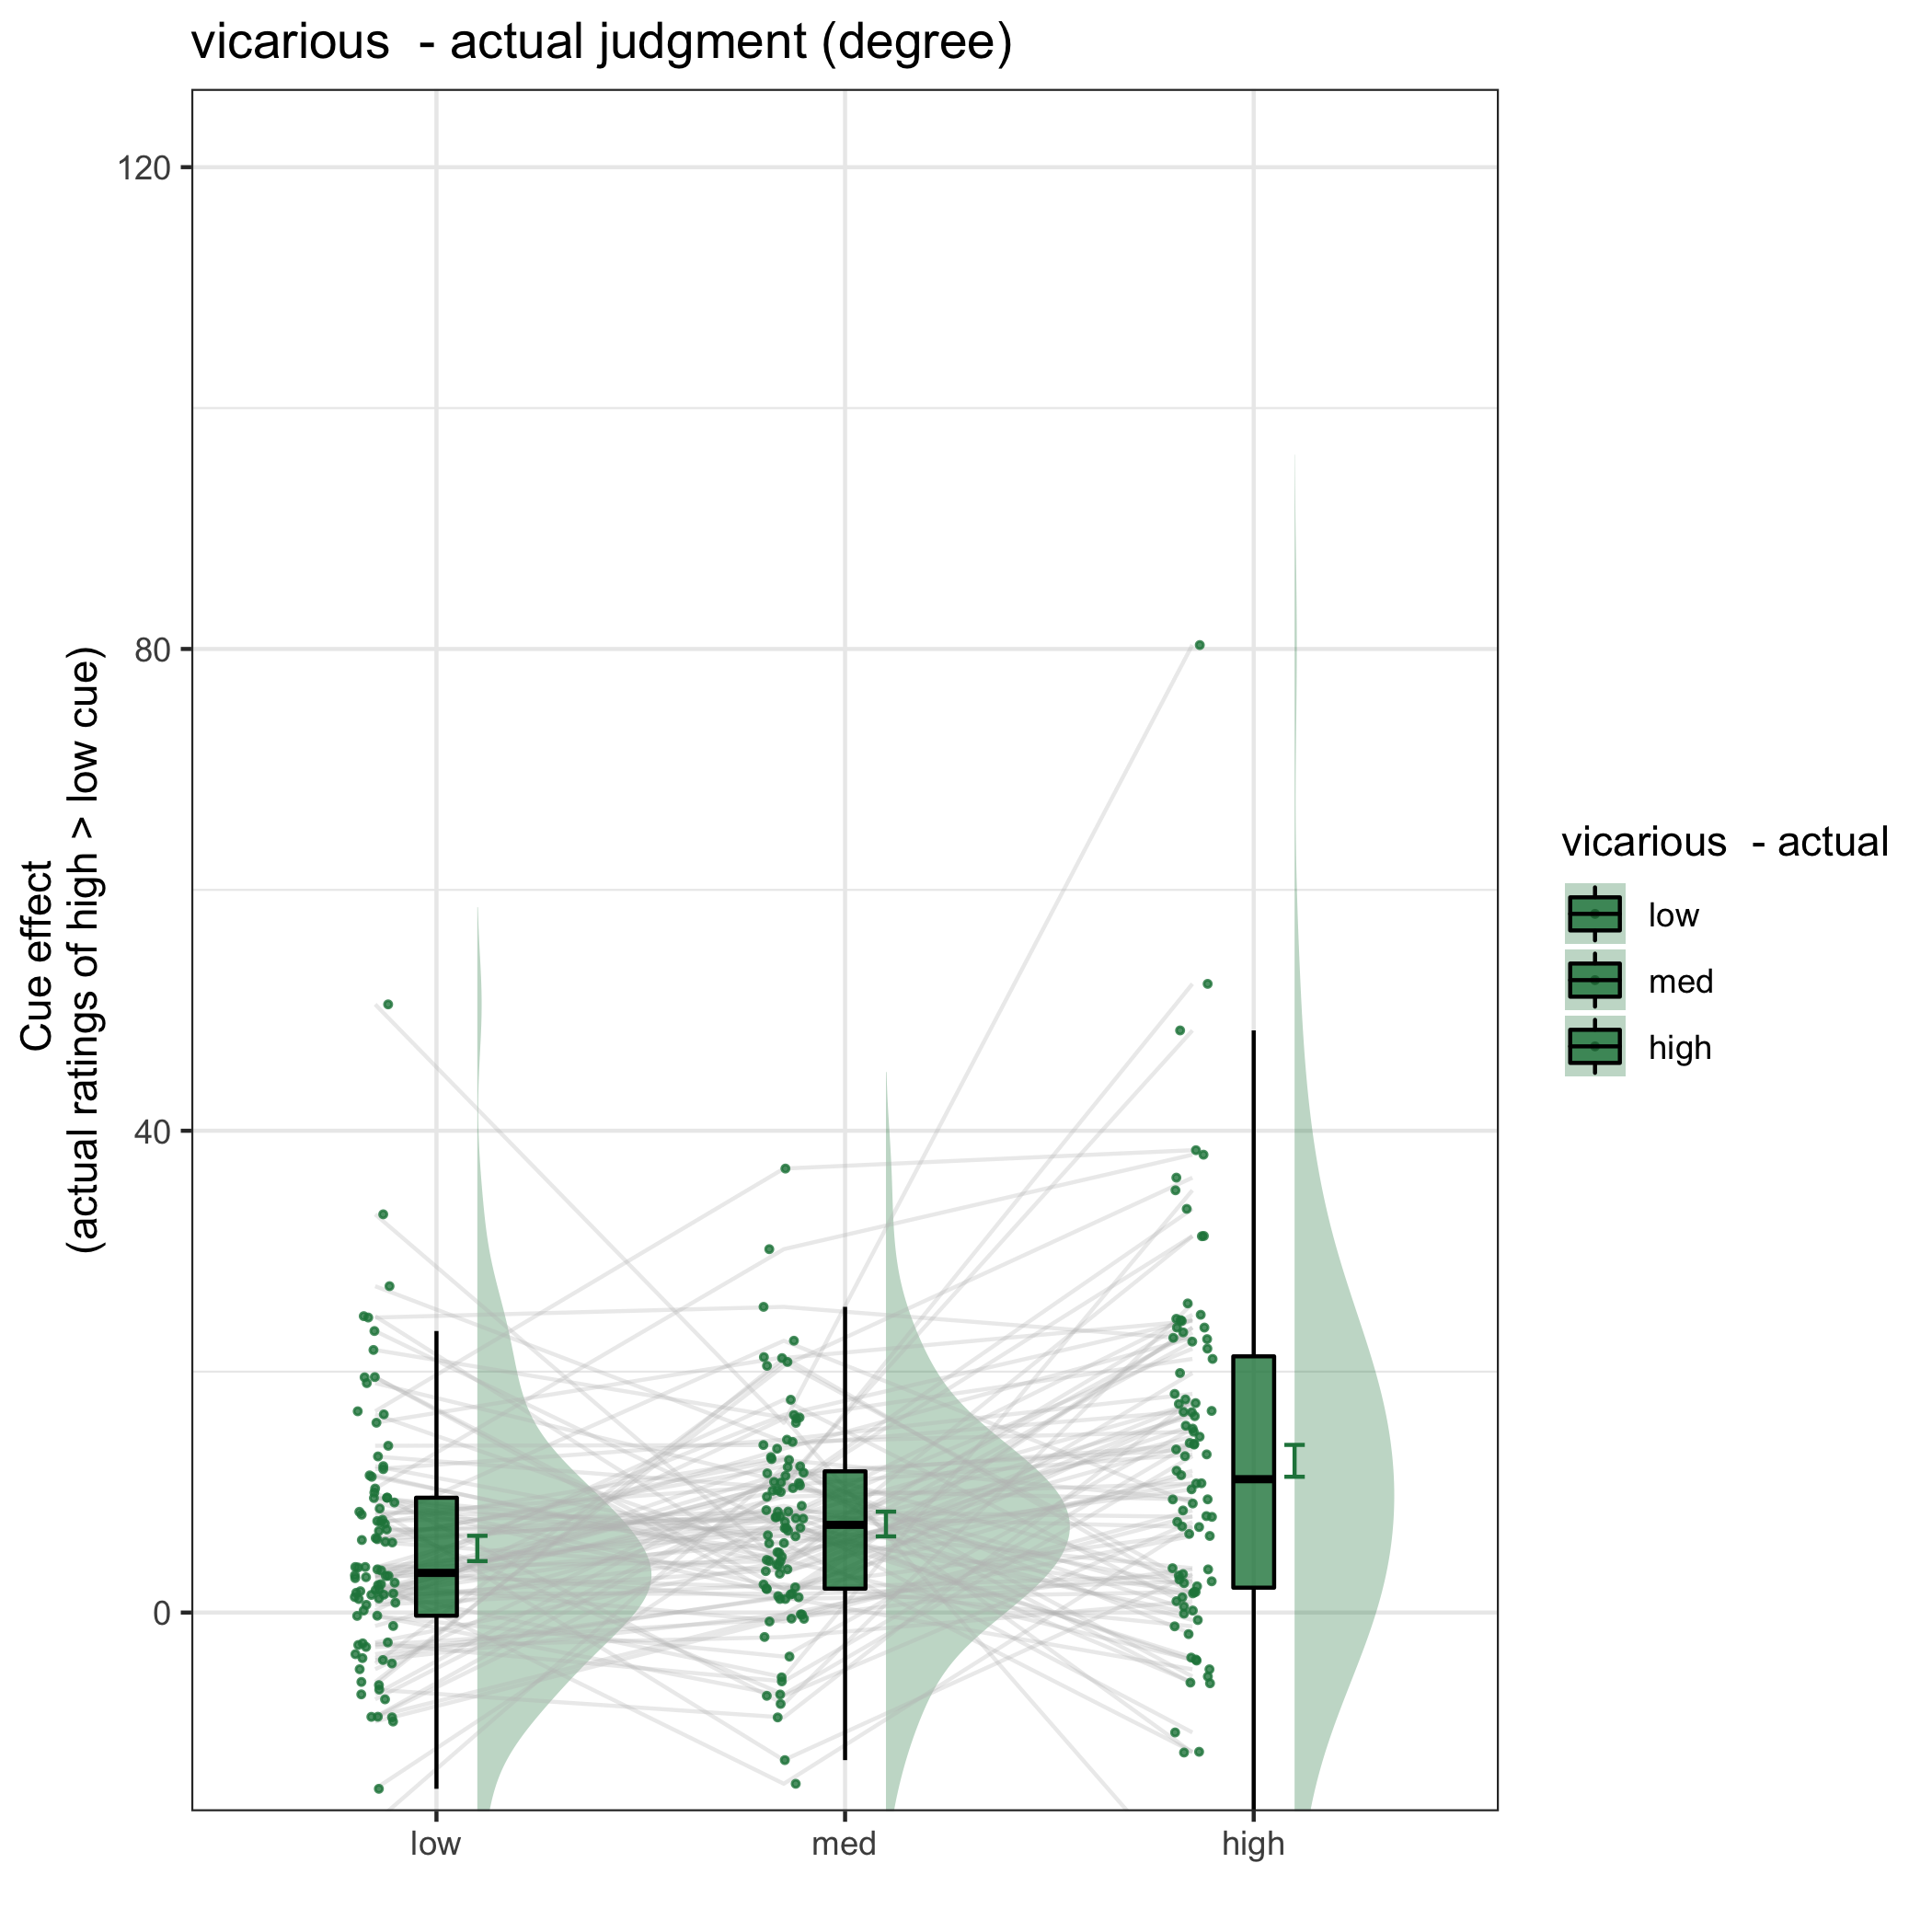 vicarious  - actual judgment (degree)
Cue effect
(actual ratings of high > low cue)
120
80
40
0
low
med
high
vicarious  - actual
low
med
high